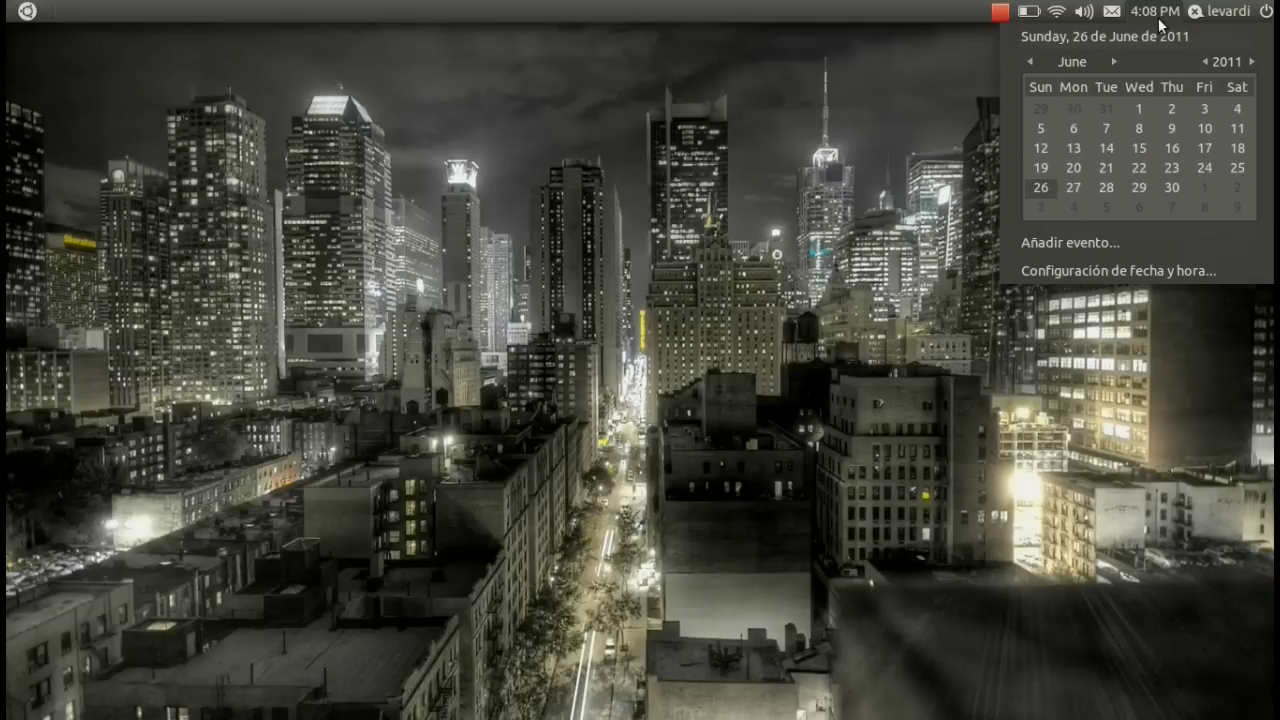 4:08 PM levardi
Sunday, 26 de June de 2011
June 2011
Sun Mon Tue Wed Thu Fri Sat
29 30 31 1 2 3 4
5 6 7 8 9 10 11
12 13 14 15 16 17 18
19 20 21 22 23 24 25
26 27 28 29 30 1 2
3 4 5 6 7 8 9
Añadir evento...
Configuración de fecha y hora...